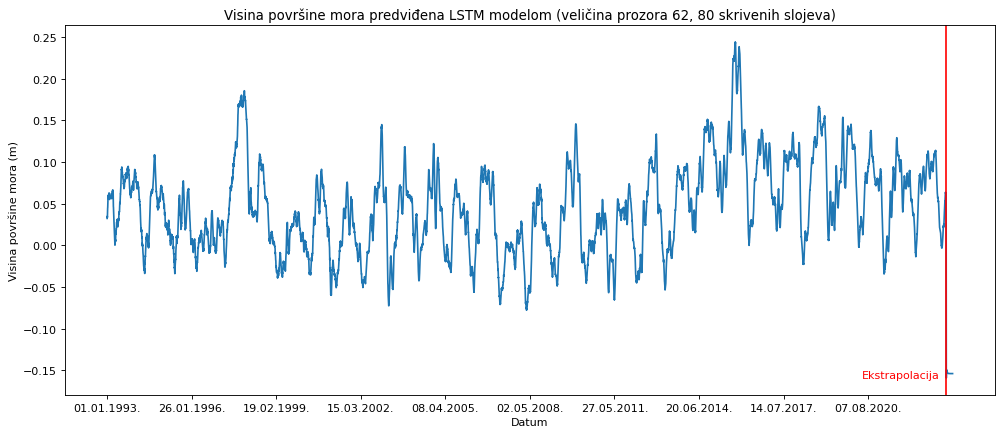 Visina površine mora predviđena LSTM modelom (veličina prozora 62, 80 skrivenih slojeva)
Visina površine mora (m)
0.25
0.20
0.15
0.10
0.05
0.00
−0.05
−0.10
−0.15
Ekstrapolacija
01.01.1993. 26.01.1996. 19.02.1999. 15.03.2002. 08.04.2005. 02.05.2008. 27.05.2011. 20.06.2014. 14.07.2017. 07.08.2020.
Datum